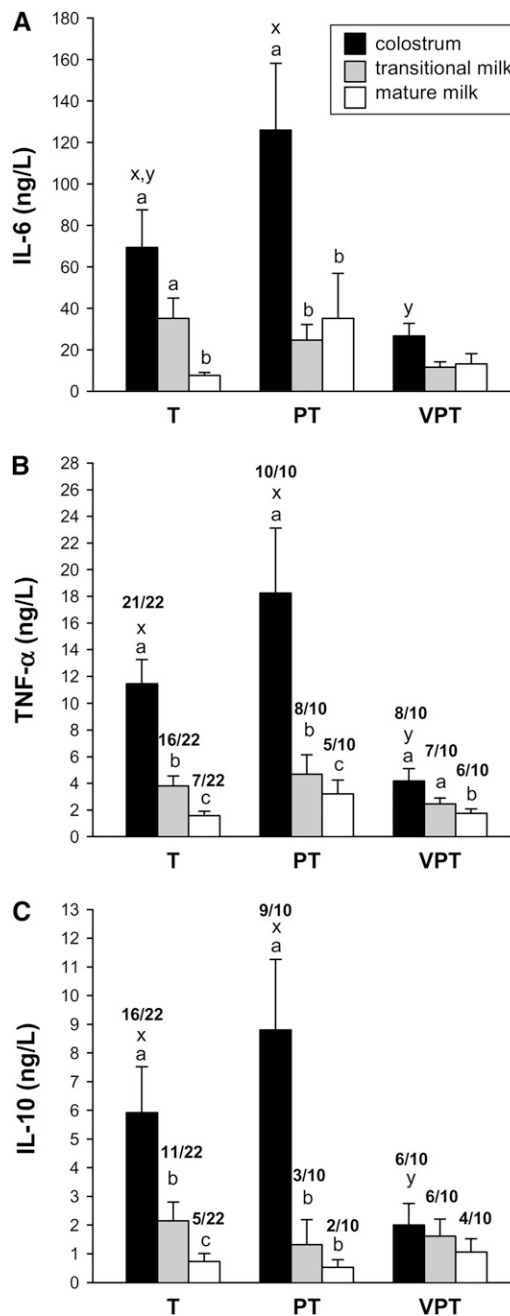 A
180
160
140
120
100
80
60
40
20
0
IL-6 (ng/L)
colostrum
transitional milk
mature milk
x,y
a
a
b
x
a
b
b
y
T PT VPT
B
28
26
24
22
20
18
16
14
12
10
8
6
4
2
0
TNF-α (ng/L)
21/22
x
a
16/22
b
7/22
c
10/10
x
a
8/10
b
5/10
c
8/10
y
a
7/10
a
6/10
b
T PT VPT
C
13
12
11
10
9
8
7
6
5
4
3
2
1
0
IL-10 (ng/L)
16/22
x
a
11/22
b
5/22
c
9/10
x
a
3/10
b
2/10
b
6/10
y
6/10
4/10
T PT VPT